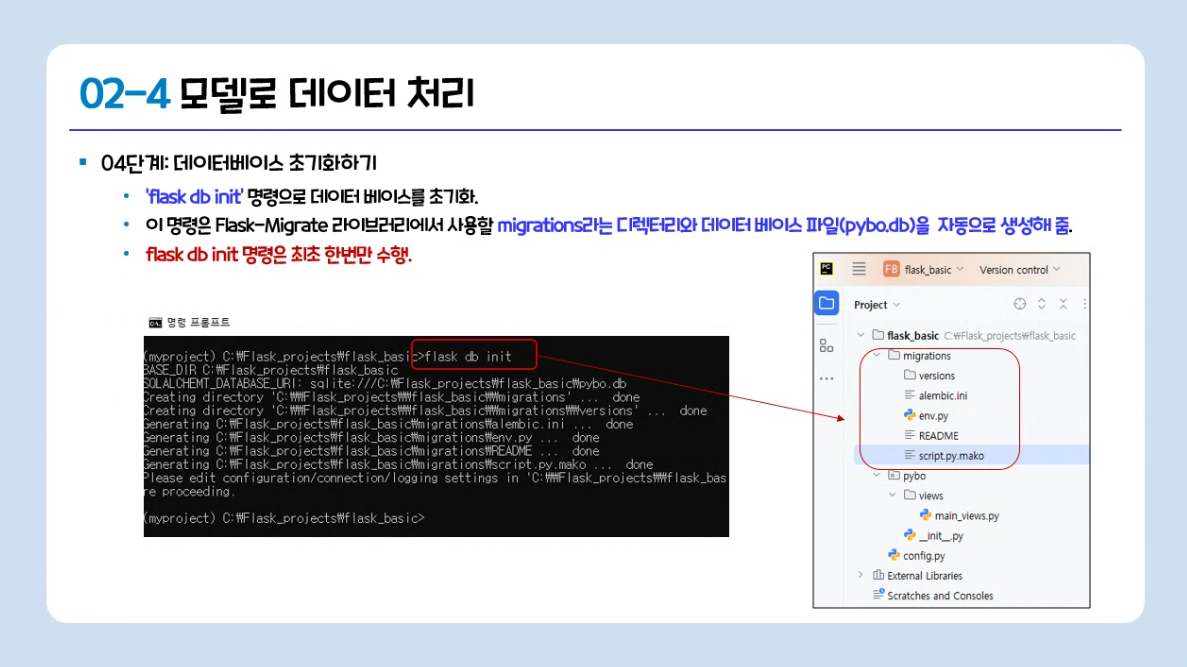 02-4 모델로 데이터 처리
04단계: 데이터베이스 초기화하기
'flask db init' 명령으로 데이터 베이스를 초기화.
이 명령은 Flask-Migrate 라이브러리에서 사용할 migrations라는 디렉터리와 데이터 베이스 파일(pybo.db)을 자동으로 생성해 줌.
flask db init 명령은 최초 한번만 수행.
명령 프롬프트
(myproject) C:₩Flask_projects₩flask_basic>flask db init
BASE_DIR C:₩Flask_projects₩flask_basic
SQLALCHEMT_DATABASE_URI: sqlite:///C:₩Flask_projects₩flask_basic₩pybo.db
Creating directory 'C:₩₩Flask_projects₩₩flask_basic₩₩migrations' ...  done
Creating directory 'C:₩₩Flask_projects₩₩flask_basic₩₩migrations₩₩versions' ...  done
Generating C:₩Flask_projects₩flask_basic₩migrations₩alembic.ini ...  done
Generating C:₩Flask_projects₩flask_basic₩migrations₩env.py ...  done
Generating C:₩Flask_projects₩flask_basic₩migrations₩README ...  done
Generating C:₩Flask_projects₩flask_basic₩migrations₩script.py.mako ...  done
Please edit configuration/connection/logging settings in 'C:₩₩Flask_projects₩₩flask_bas
re proceeding.
(myproject) C:₩Flask_projects₩flask_basic>
PC
FB flask_basic Version control
Project
flask_basic C:₩Flask_projects₩flask_basic
migrations
versions
alembic.ini
env.py
README
script.py.mako
pybo
views
main_views.py
__init__.py
config.py
External Libraries
Scratches and Consoles